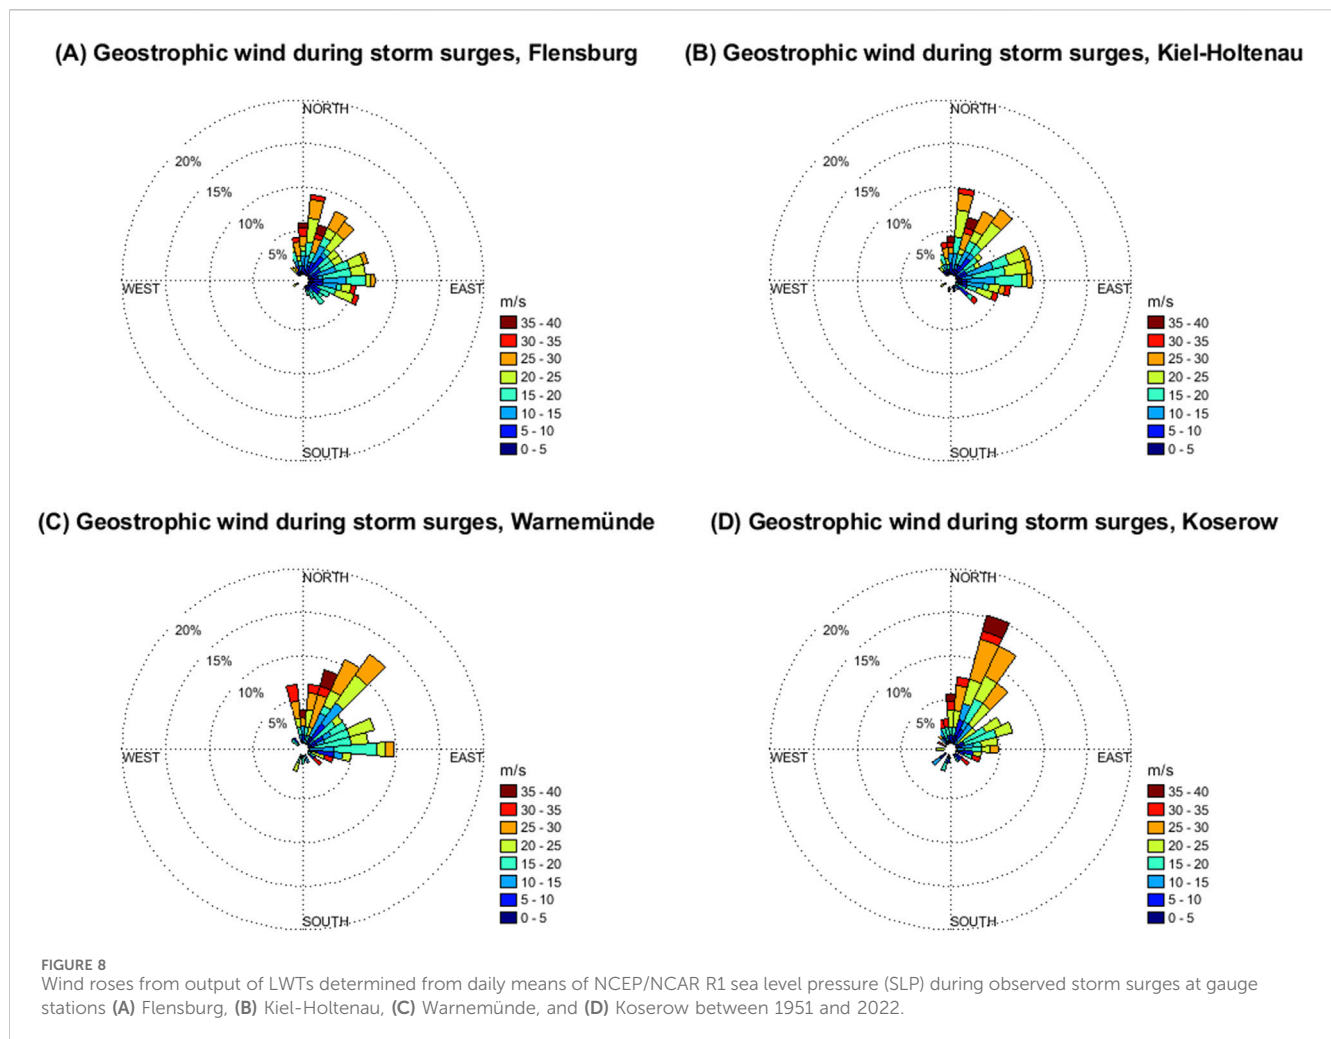 (A) Geostrophic wind during storm surges, Flensburg
NORTH
20%
15%
10%
5%
WEST
EAST
SOUTH
m/s
35 - 40
30 - 35
25 - 30
20 - 25
15 - 20
10 - 15
5 - 10
0 - 5
(B) Geostrophic wind during storm surges, Kiel-Holtenau
NORTH
20%
15%
10%
5%
WEST
EAST
SOUTH
m/s
35 - 40
30 - 35
25 - 30
20 - 25
15 - 20
10 - 15
5 - 10
0 - 5
(C) Geostrophic wind during storm surges, Warnemünde
NORTH
20%
15%
10%
5%
WEST
EAST
SOUTH
m/s
35 - 40
30 - 35
25 - 30
20 - 25
15 - 20
10 - 15
5 - 10
0 - 5
(D) Geostrophic wind during storm surges, Koserow
NORTH
20%
15%
10%
5%
WEST
EAST
SOUTH
m/s
35 - 40
30 - 35
25 - 30
20 - 25
15 - 20
10 - 15
5 - 10
0 - 5
FIGURE 8
Wind roses from output of LWTs determined from daily means of NCEP/NCAR R1 sea level pressure (SLP) during observed storm surges at gauge
stations (A) Flensburg, (B) Kiel-Holtenau, (C) Warnemünde, and (D) Koserow between 1951 and 2022.